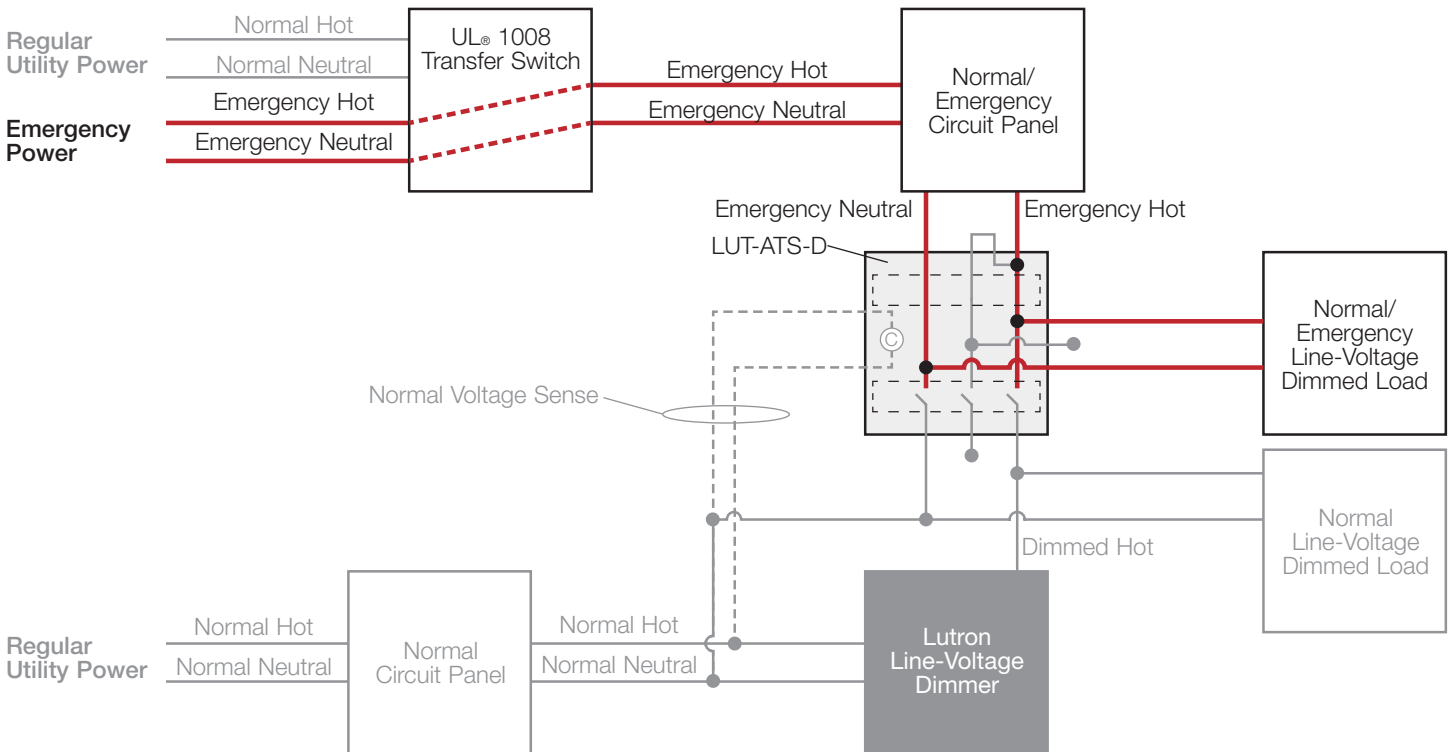 Regular
Utility Power
Normal Hot
Normal Neutral
Emergency
Power
Emergency Hot
Emergency Neutral
UL® 1008
Transfer Switch
Emergency Hot
Emergency Neutral
Normal/
Emergency
Circuit Panel
Emergency Neutral
Emergency Hot
LUT-ATS-D
C
Normal/
Emergency
Line-Voltage
Dimmed Load
Normal Voltage Sense
Normal
Line-Voltage
Dimmed Load
Dimmed Hot
Regular
Utility Power
Normal Hot
Normal Neutral
Normal
Circuit Panel
Normal Hot
Normal Neutral
Lutron
Line-Voltage
Dimmer